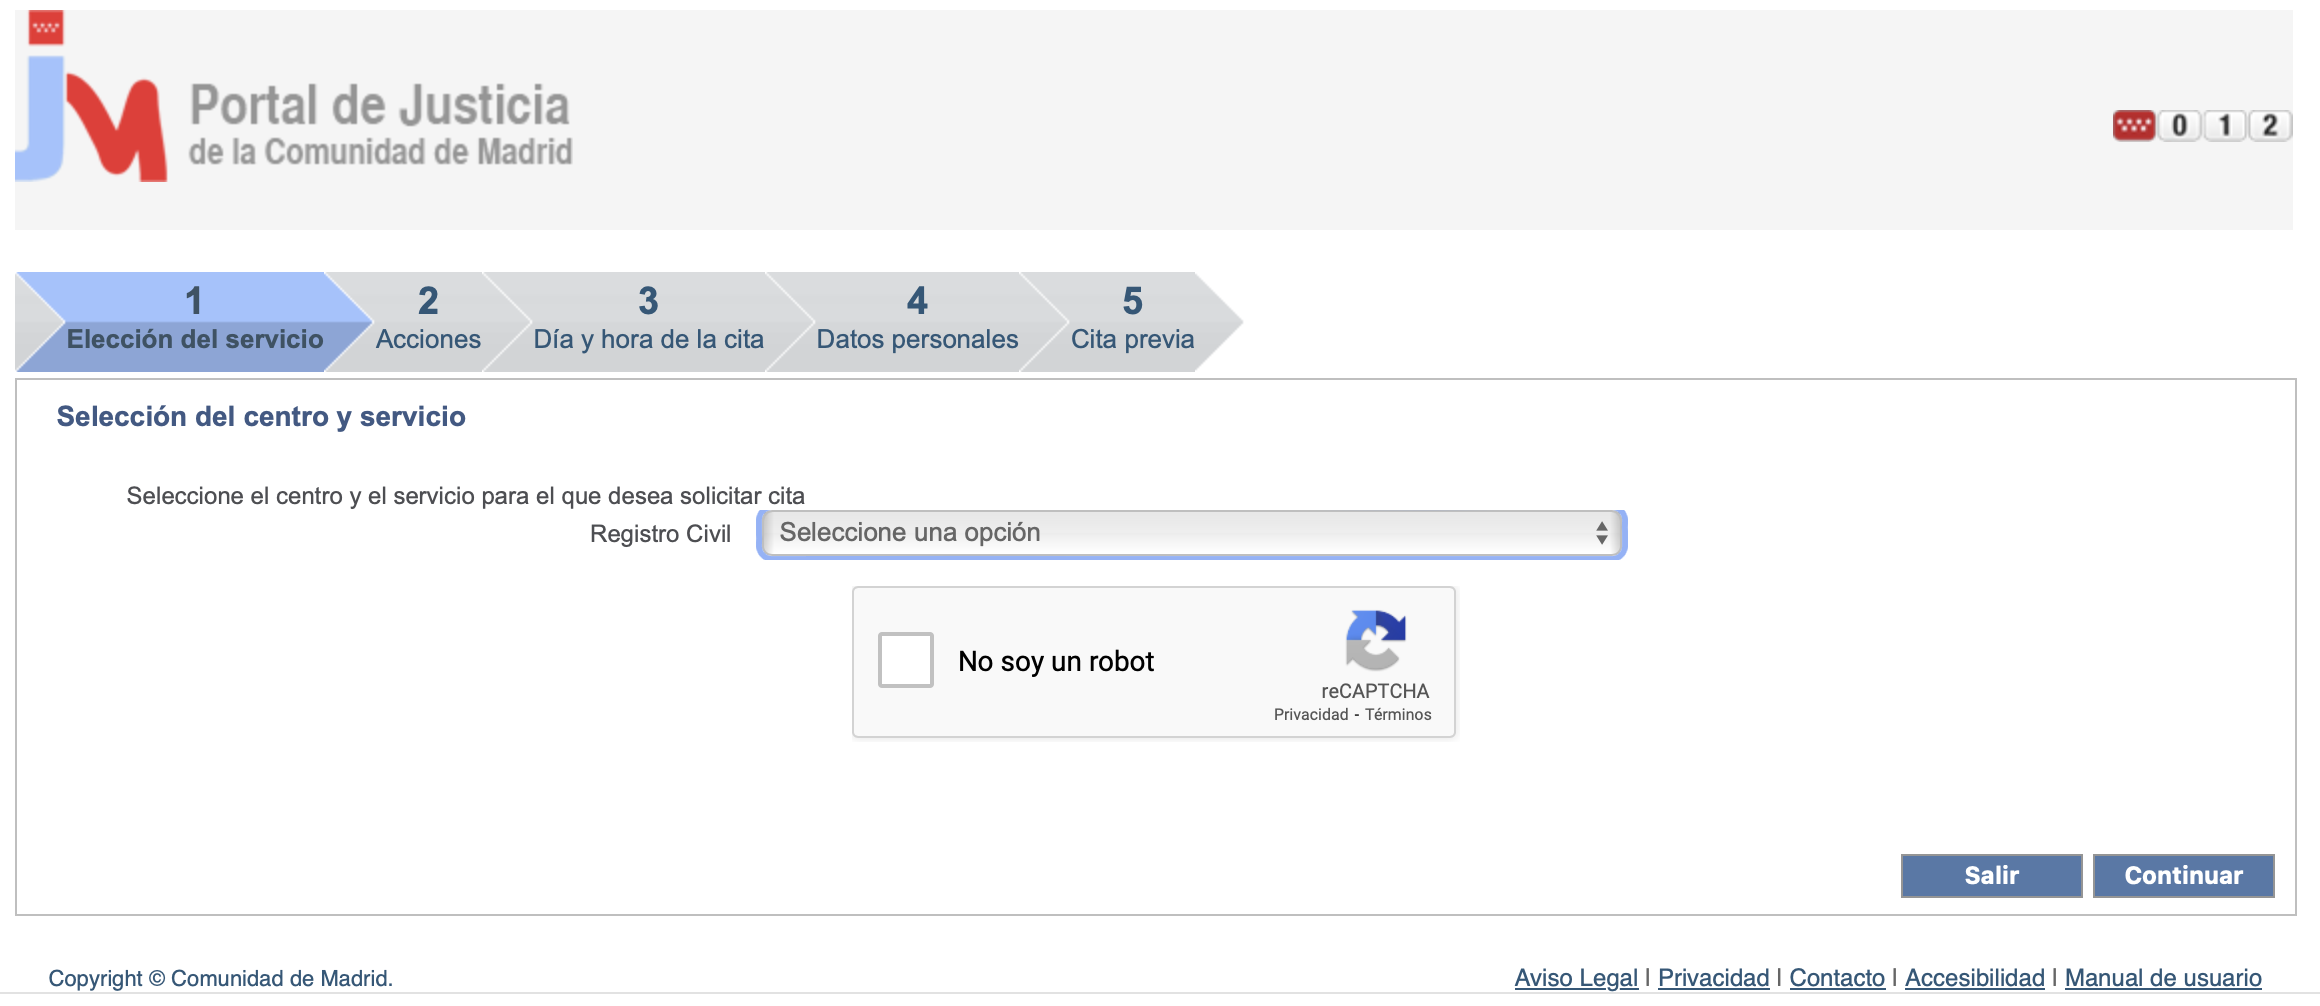 Portal de Justicia
de la Comunidad de Madrid
0 1 2
1
Elección del servicio
2
Acciones
3
Día y hora de la cita
4
Datos personales
5
Cita previa
Selección del centro y servicio
Seleccione el centro y el servicio para el que desea solicitar cita
Registro Civil
Seleccione una opción
No soy un robot
reCAPTCHA
Privacidad - Términos
Salir
Continuar
Copyright © Comunidad de Madrid.
Aviso Legal | Privacidad | Contacto | Accesibilidad | Manual de usuario